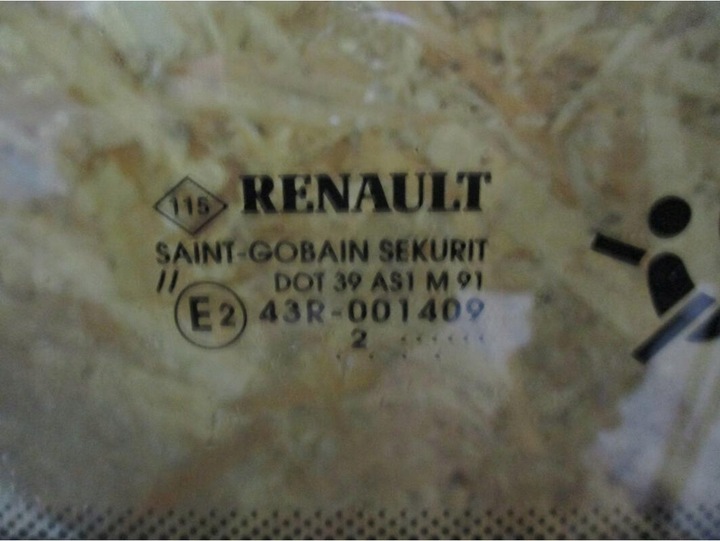 115 RENAULT
SAINT-GOBAIN SEKURIT
// DOT 39 AS1 M 91
E2 43R-001409
2 . . . . . .
. .